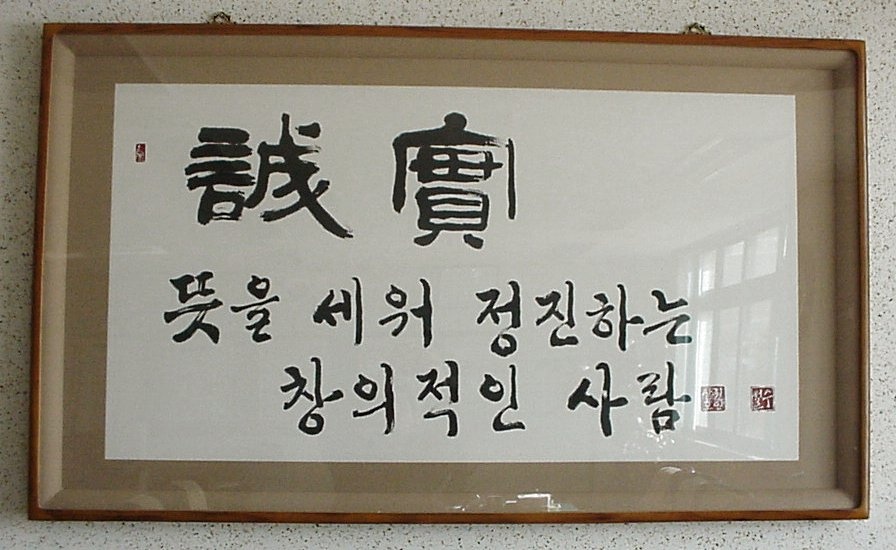 誠實
뜻을 세워 정진하는
창의적인 사람